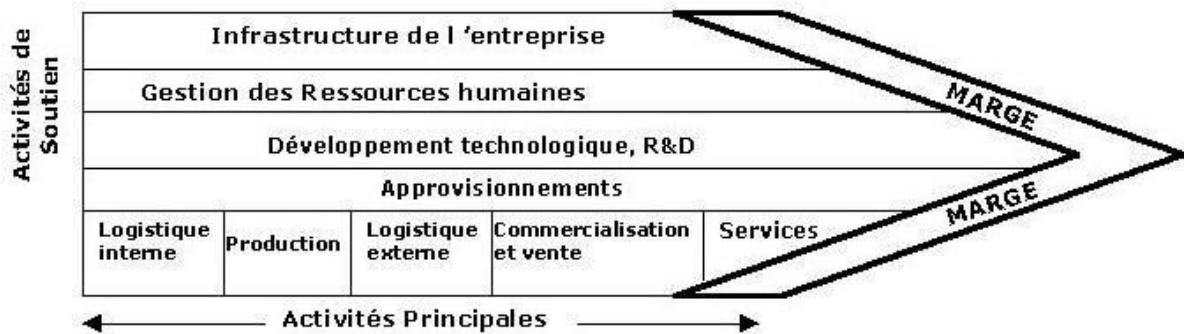 Activités de
Soutien
Infrastructure de l ’entreprise
Gestion des Ressources humaines
Développement technologique, R&D
Approvisionnements
Logistique
interne
Production
Logistique
externe
Commercialisation
et vente
Services
MARGE
MARGE
Activités Principales